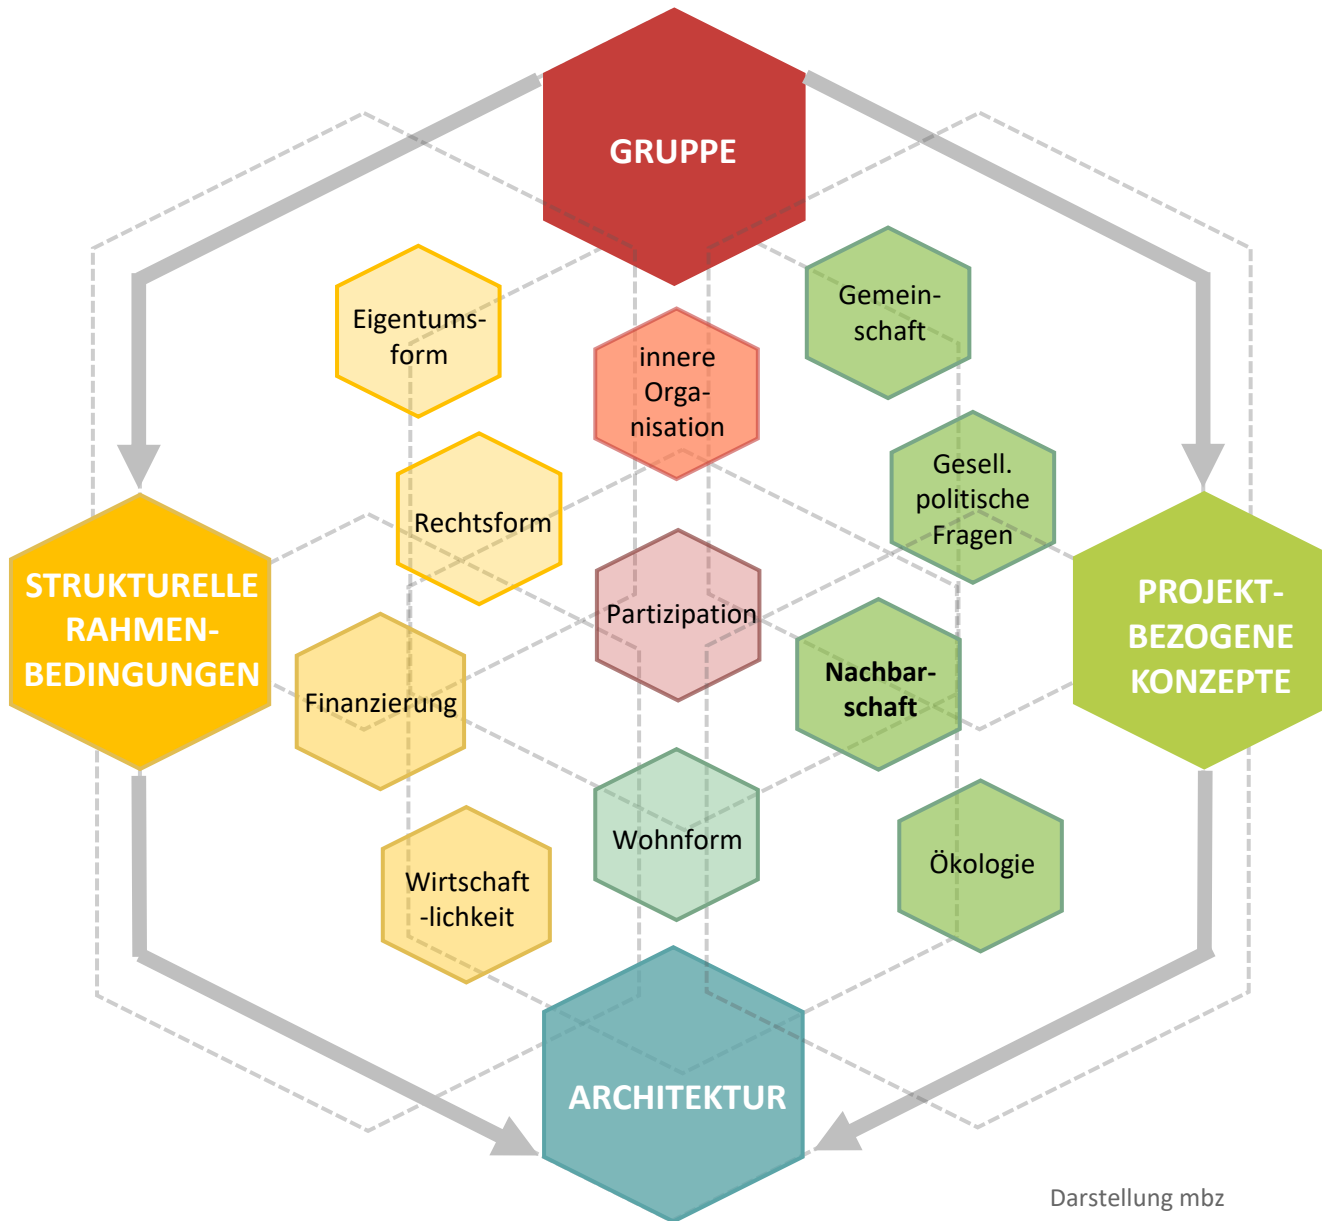 GRUPPE
Eigentums-
form
innere
Orga-
nisation
Gemein-
schaft
Rechtsform
Gesell.
politische
Fragen
STRUKTURELLE
RAHMEN-
BEDINGUNGEN
Partizipation
PROJEKT-
BEZOGENE
KONZEPTE
Finanzierung
Nachbar-
schaft
Wirtschaft
-lichkeit
Wohnform
Ökologie
ARCHITEKTUR
Darstellung mbz